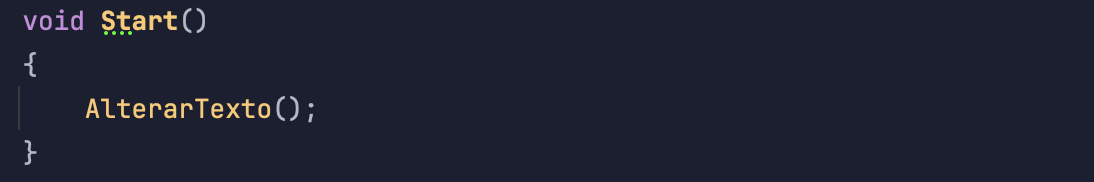 void Start()
{
    AlterarTexto();
}